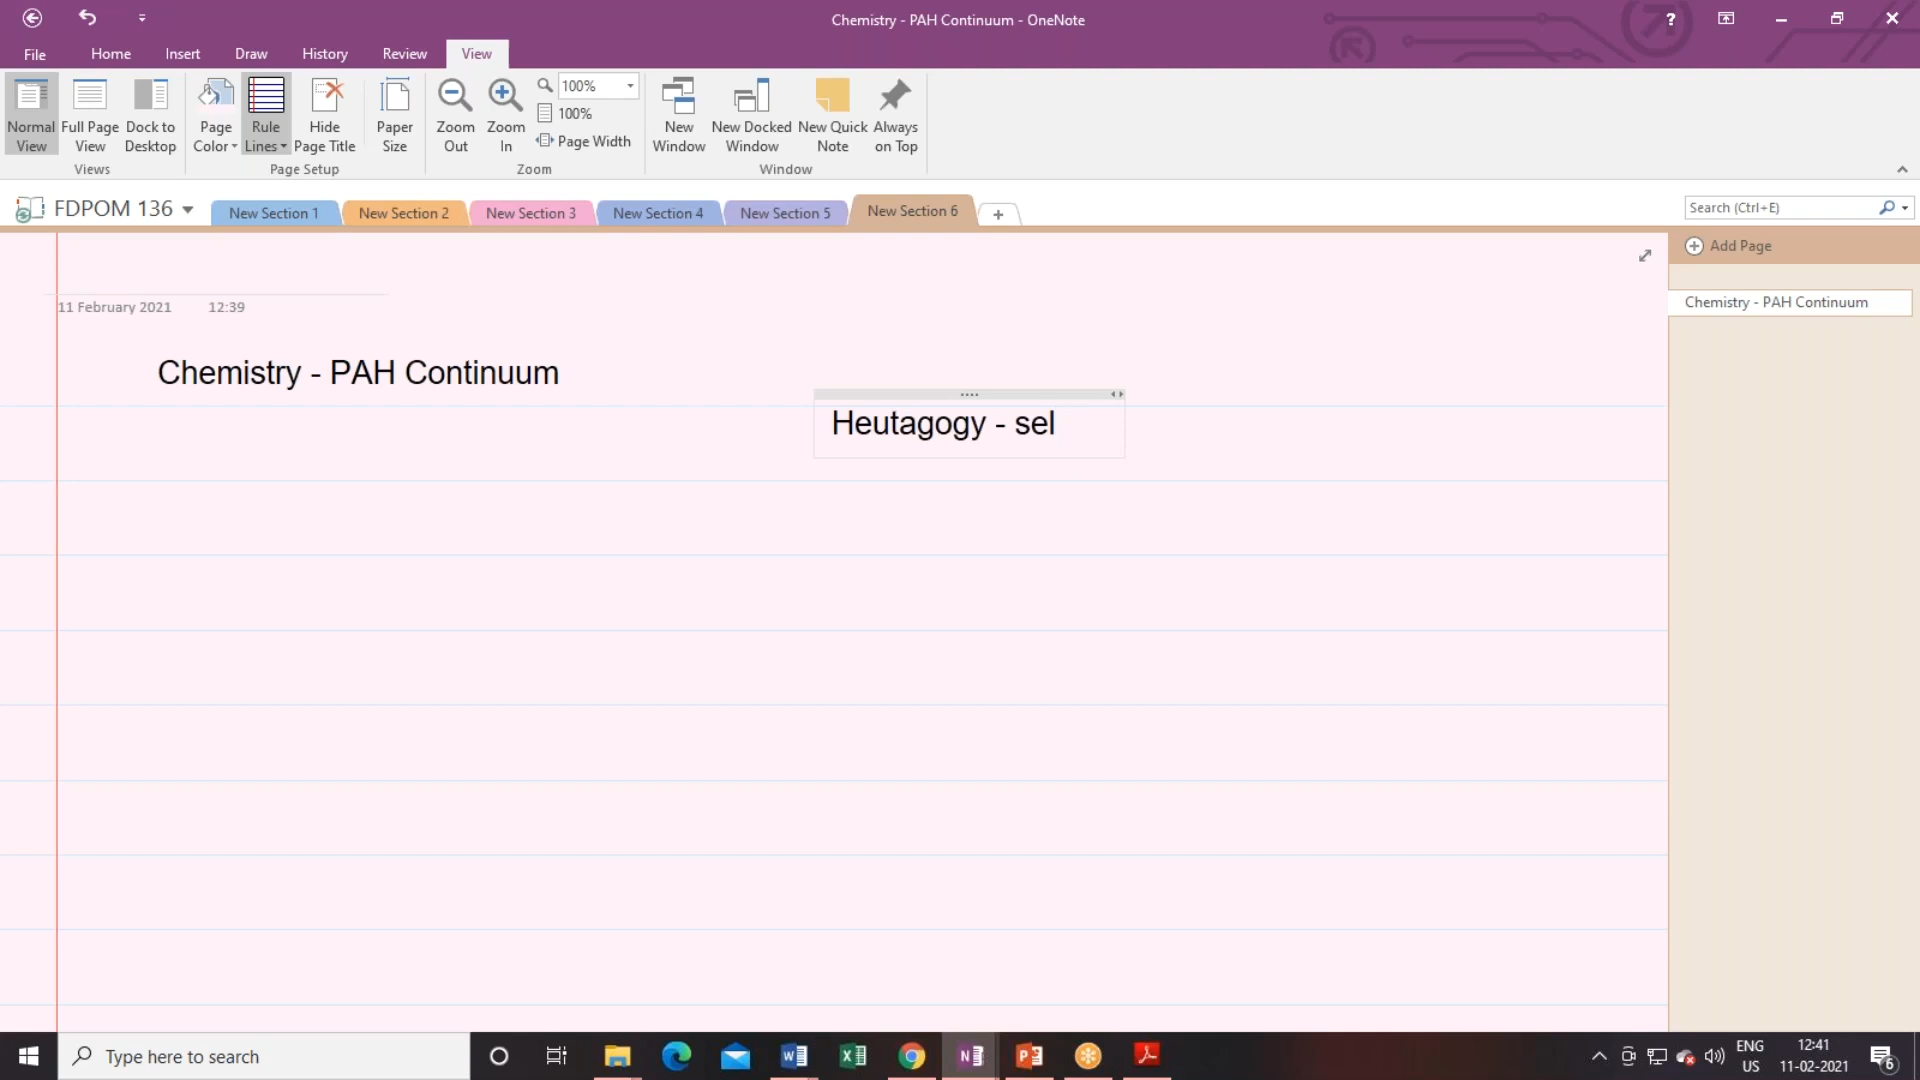 Chemistry - PAH Continuum - OneNote
?
File Home Insert Draw History Review View
Normal View
Full Page View
Dock to Desktop
Page Color
Rule Lines
Hide Page Title
Paper Size
Zoom Out
Zoom In
100%
100%
Page Width
New Window
New Docked Window
New Quick Note
Always on Top
Views Page Setup Zoom Window
FDPOM 136 New Section 1 New Section 2 New Section 3 New Section 4 New Section 5 New Section 6 + Search (Ctrl+E)
Add Page
Chemistry - PAH Continuum
11 February 2021 12:39
Chemistry - PAH Continuum
Heutagogy - sel
Type here to search
ENG US
12:41
11-02-2021
6